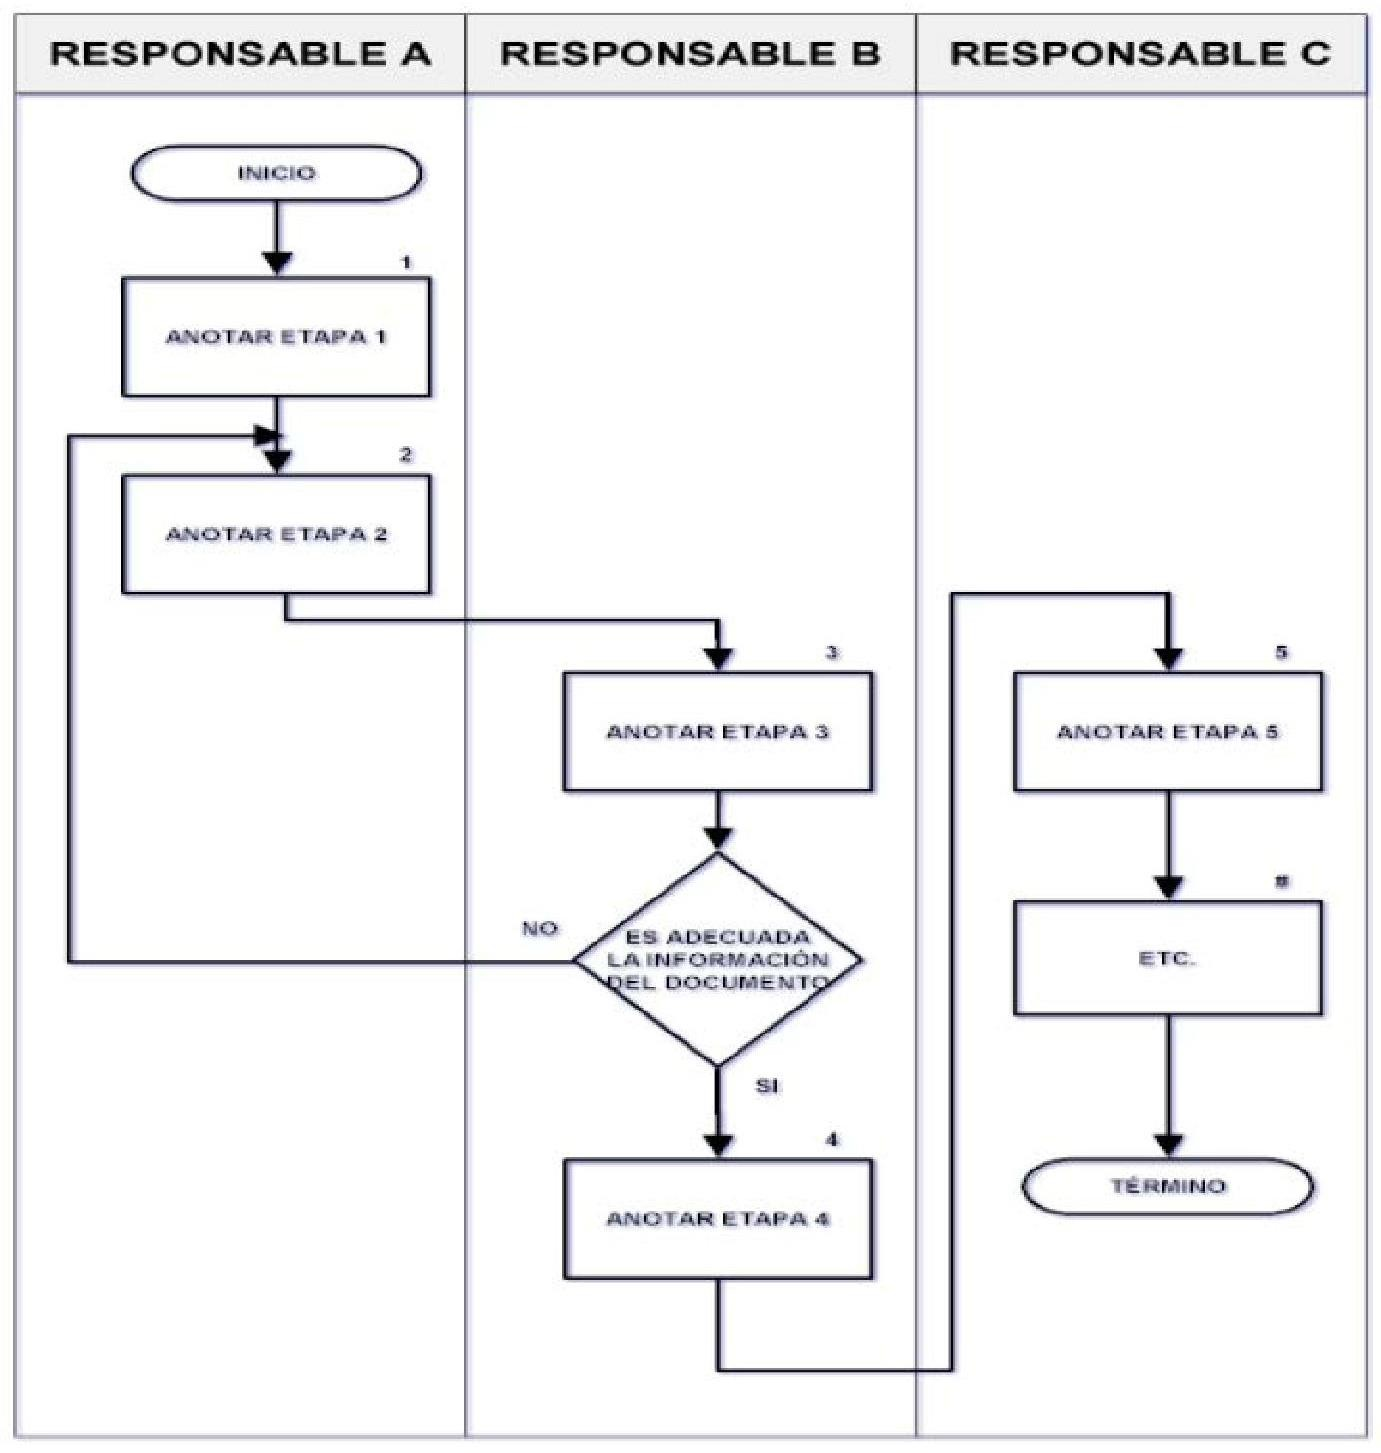 RESPONSABLE A
RESPONSABLE B
RESPONSABLE C
INICIO
1
ANOTAR ETAPA 1
2
ANOTAR ETAPA 2
3
ANOTAR ETAPA 3
NO
ES ADECUADA
LA INFORMACIÓN
DEL DOCUMENTO
SI
4
ANOTAR ETAPA 4
5
ANOTAR ETAPA 5
#
ETC.
TÉRMINO